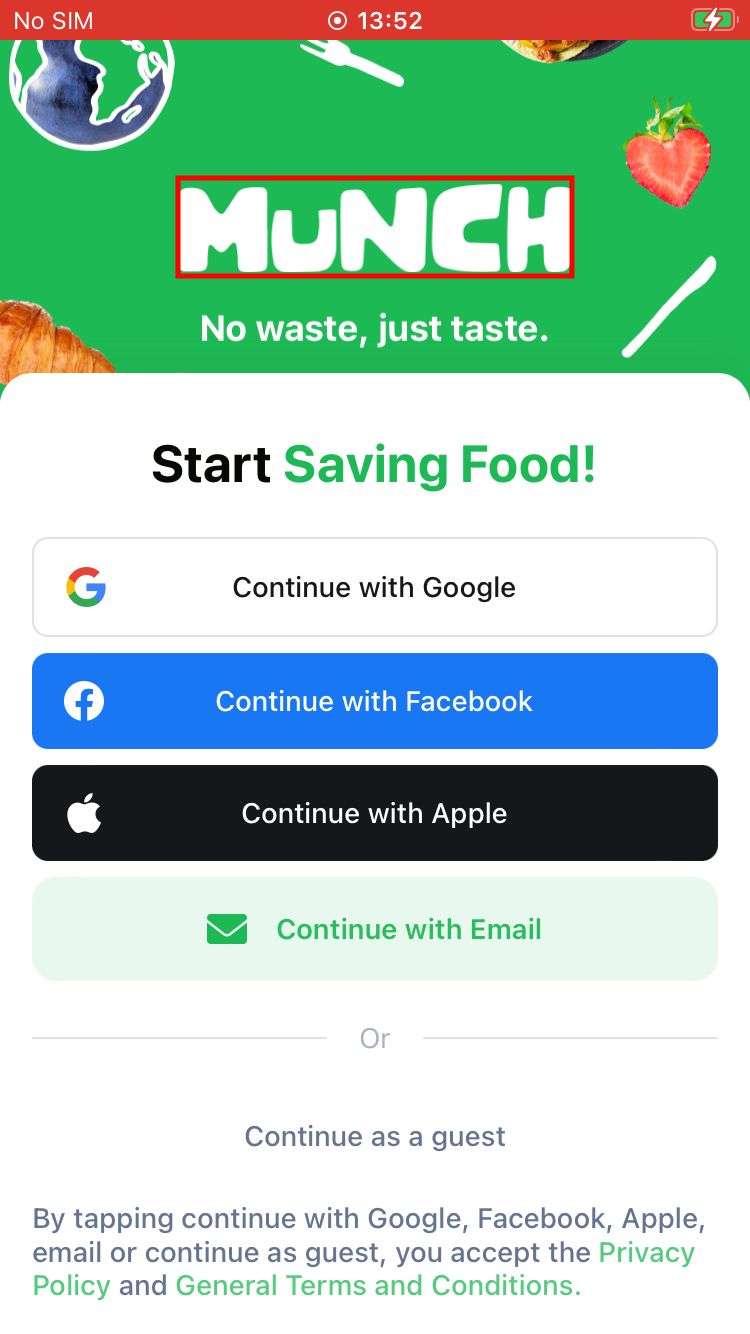 No SIM
13:52
MUNCH
No waste, just taste.
Start Saving Food!
Continue with Google
Continue with Facebook
Continue with Apple
Continue with Email
Or
Continue as a guest
By tapping continue with Google, Facebook, Apple,
email or continue as guest, you accept the Privacy
Policy and General Terms and Conditions.